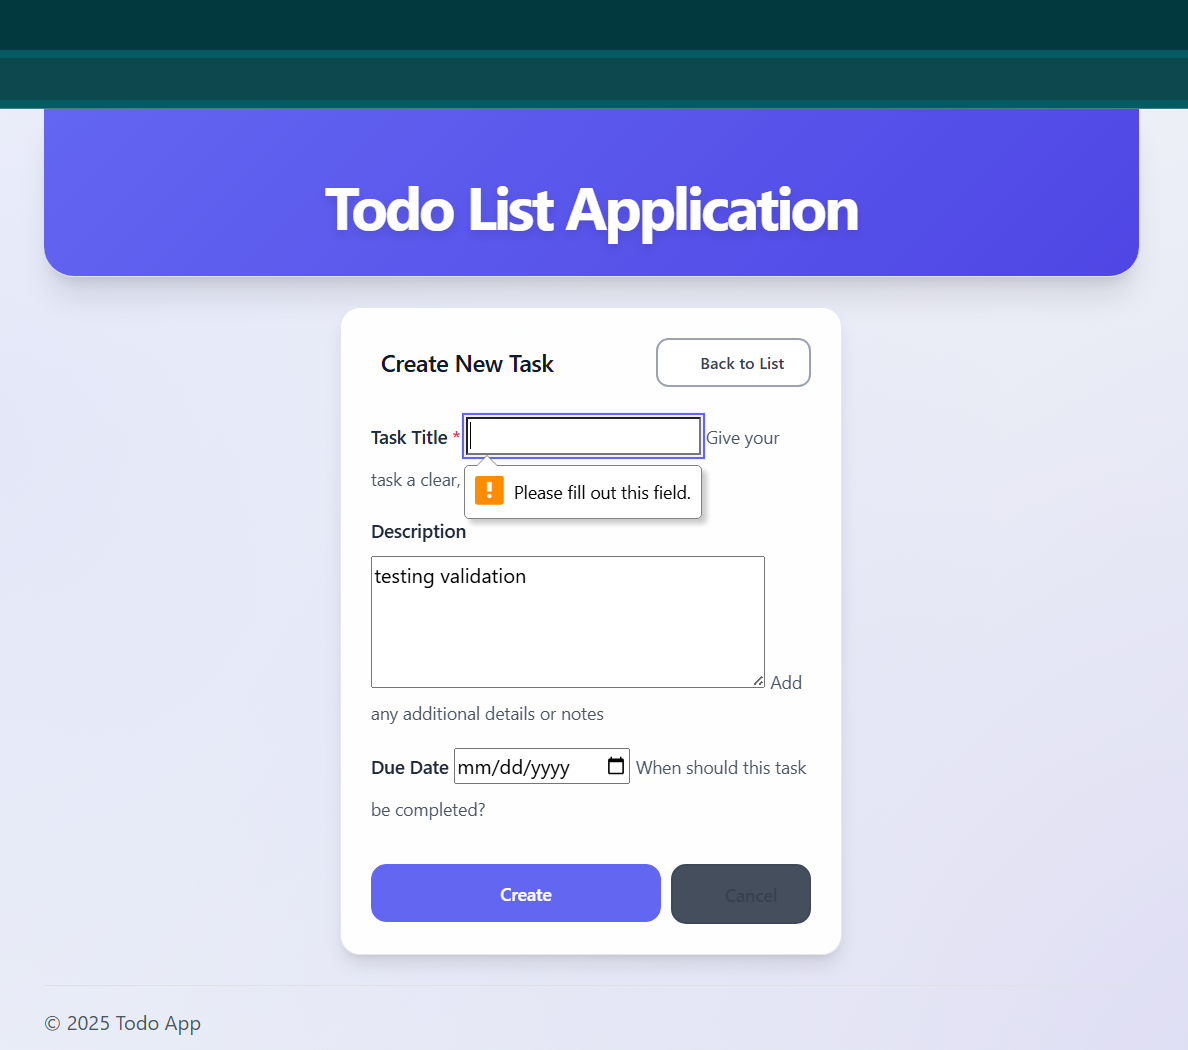 Todo List Application
Create New Task
Back to List
Task Title * Give your
task a clear,
Please fill out this field.
Description
testing validation
Add
any additional details or notes
Due Date mm/dd/yyyy When should this task
be completed?
Create
Cancel
© 2025 Todo App